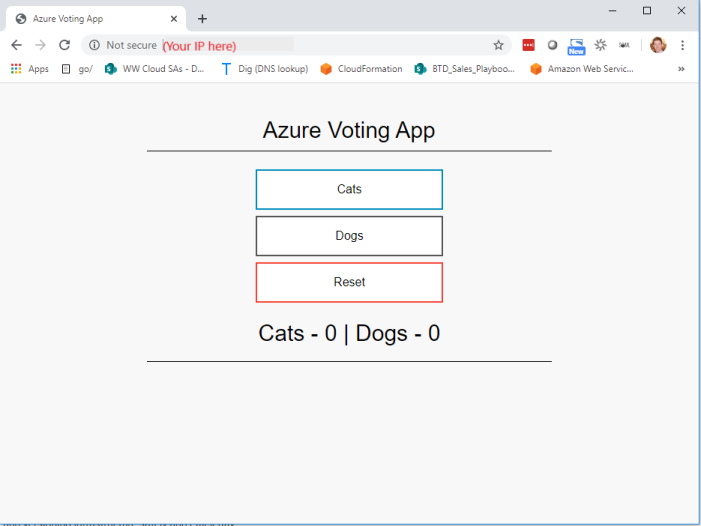 Azure Voting App
Not secure (Your IP here)
New
Apps go/ WW Cloud SAs - D... Dig (DNS lookup) CloudFormation BTD_Sales_Playboo... Amazon Web Servic... »
Azure Voting App
Cats
Dogs
Reset
Cats - 0 | Dogs - 0